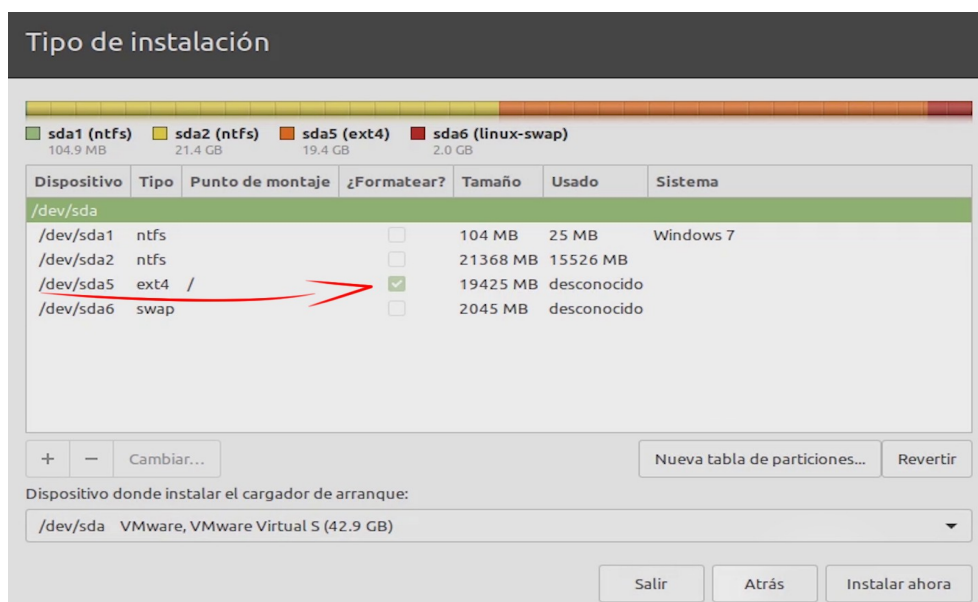 Tipo de instalación
sda1 (ntfs) sda2 (ntfs) sda5 (ext4) sda6 (linux-swap)
104.9 MB 21.4 GB 19.4 GB 2.0 GB
Dispositivo Tipo Punto de montaje ¿Formatear? Tamaño Usado Sistema
/dev/sda
/dev/sda1 ntfs 104 MB 25 MB Windows 7
/dev/sda2 ntfs 21368 MB 15526 MB
/dev/sda5 ext4 / 19425 MB desconocido
/dev/sda6 swap 2045 MB desconocido
+ − Cambiar... Nueva tabla de particiones... Revertir
Dispositivo donde instalar el cargador de arranque:
/dev/sda VMware, VMware Virtual S (42.9 GB)
Salir Atrás Instalar ahora